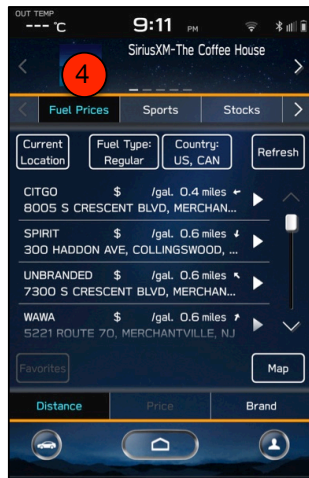 OUT TEMP
--- °C
9:11 PM
SiriusXM-The Coffee House
4
Fuel Prices Sports Stocks
Current Location
Fuel Type: Regular
Country: US, CAN
Refresh
CITGO $ /gal. 0.4 miles
8005 S CRESCENT BLVD, MERCHAN...
SPIRIT $ /gal. 0.6 miles
300 HADDON AVE, COLLINGSWOOD, ...
UNBRANDED $ /gal. 0.6 miles
7300 S CRESCENT BLVD, MERCHAN...
WAWA $ /gal. 0.6 miles
5221 ROUTE 70, MERCHANTVILLE, NJ
Favorites
Map
Distance Price Brand